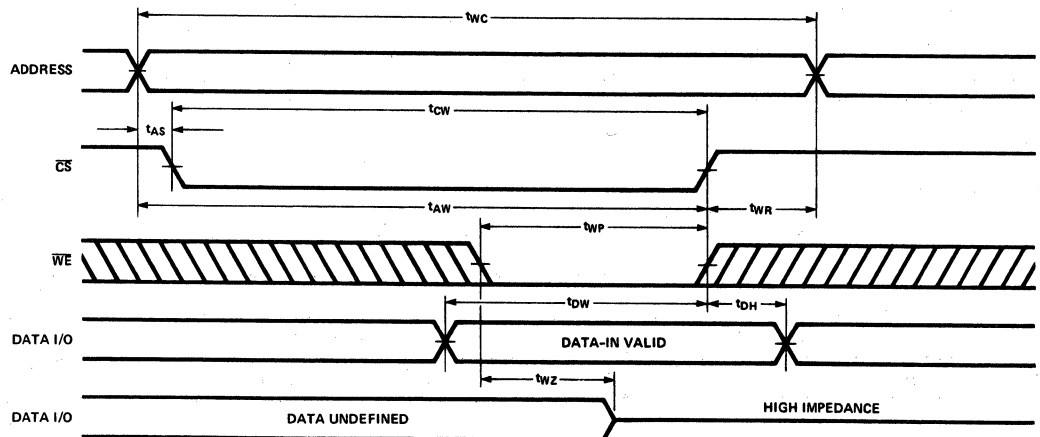 tWC
ADDRESS
tCW
tAS
CS
tAW
tWR
tWP
WE
tDW
tDH
DATA I/O
DATA-IN VALID
tWZ
HIGH IMPEDANCE
DATA I/O
DATA UNDEFINED